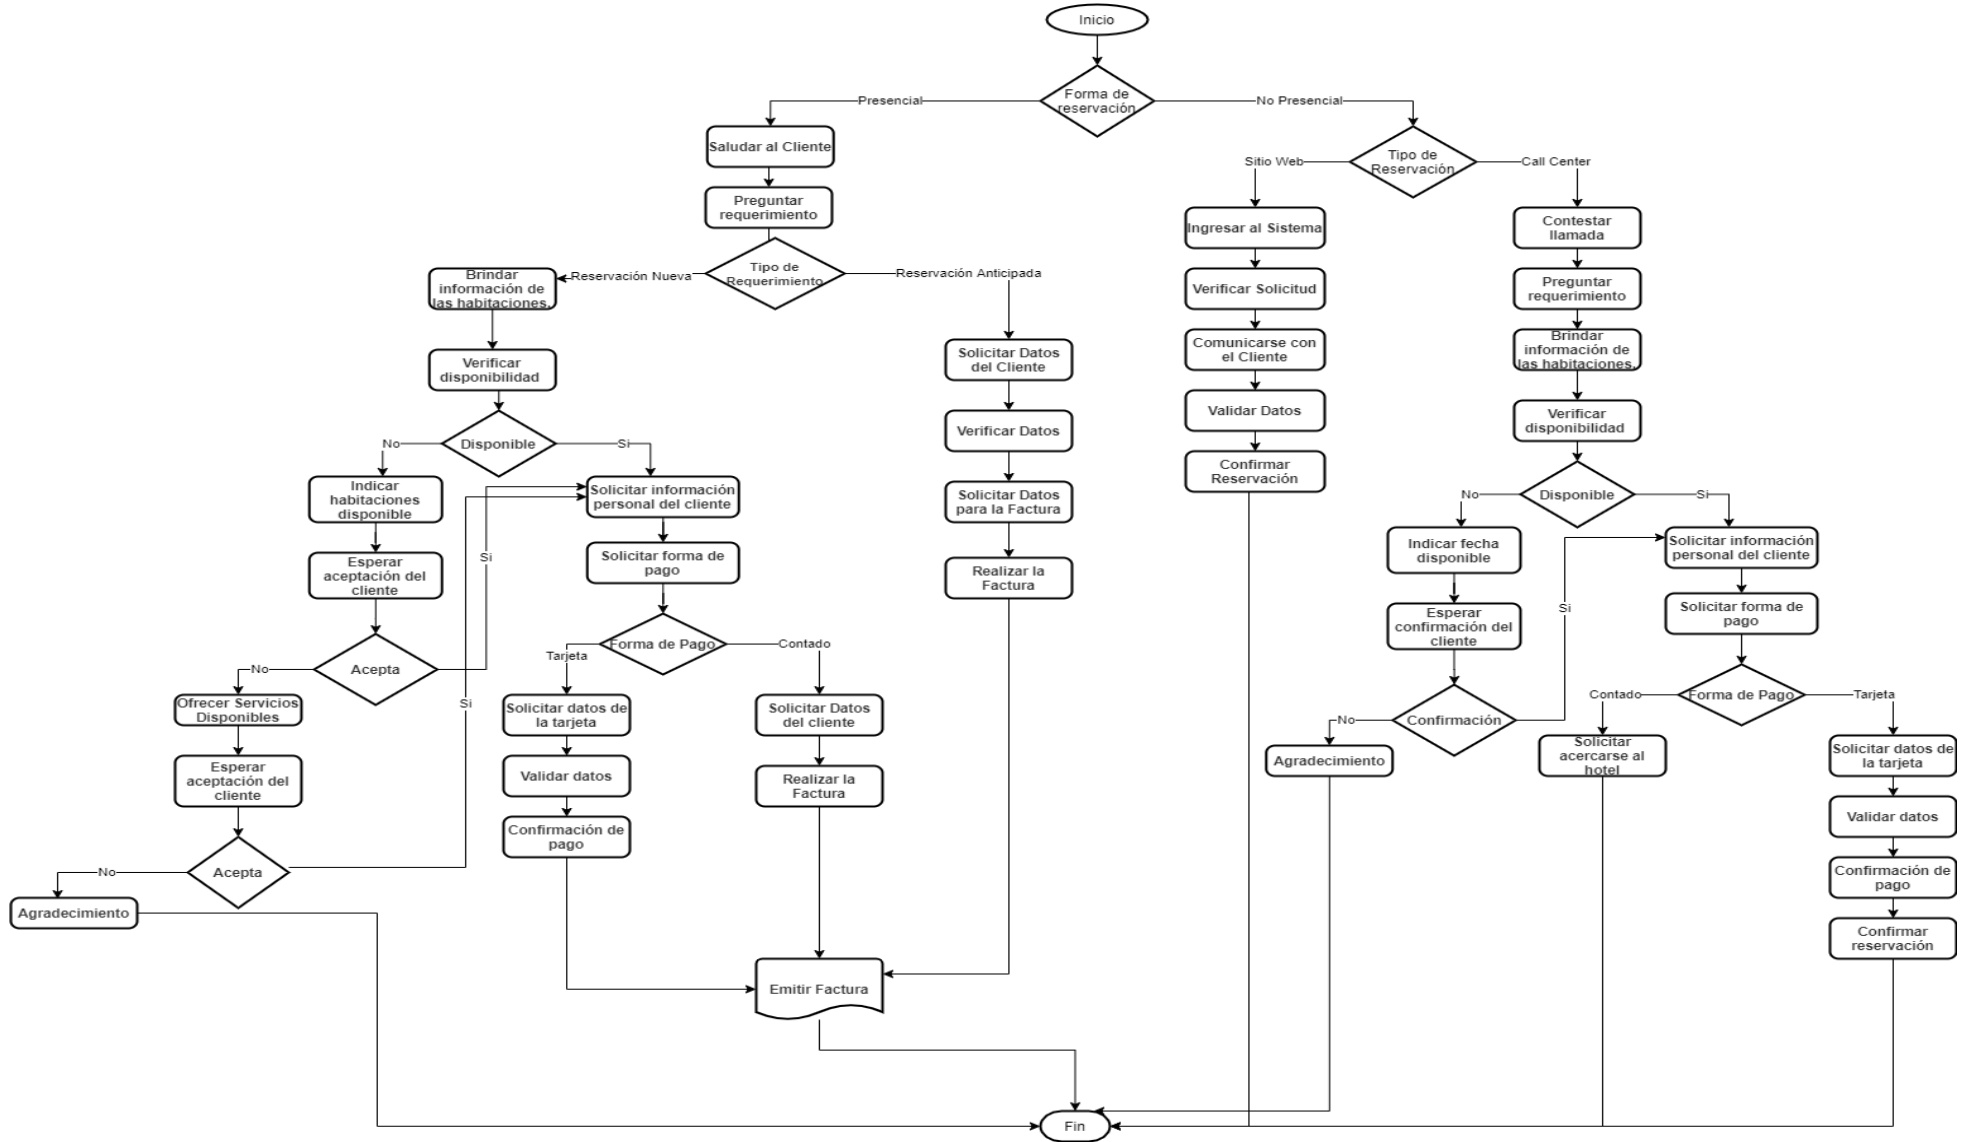 Inicio
Forma de
reservación
Presencial
No Presencial
Saludar al Cliente
Preguntar
requerimiento
Tipo de
Requerimiento
Reservación Nueva
Reservación Anticipada
Brindar
información de
las habitaciones.
Verificar
disponibilidad
Disponible
No
Si
Indicar
habitaciones
disponible
Esperar
aceptación del
cliente
Acepta
No
Si
Ofrecer Servicios
Disponibles
Esperar
aceptación del
cliente
Acepta
No
Si
Agradecimiento
Solicitar información
personal del cliente
Solicitar forma de
pago
Forma de Pago
Tarjeta
Contado
Solicitar datos de
la tarjeta
Validar datos
Confirmación de
pago
Solicitar Datos
del cliente
Realizar la
Factura
Solicitar Datos
del Cliente
Verificar Datos
Solicitar Datos
para la Factura
Realizar la
Factura
Emitir Factura
Tipo de
Reservación
Sitio Web
Call Center
Ingresar al Sistema
Verificar Solicitud
Comunicarse con
el Cliente
Validar Datos
Confirmar
Reservación
Contestar
llamada
Preguntar
requerimiento
Brindar
información de
las habitaciones.
Verificar
disponibilidad
Disponible
No
Si
Indicar fecha
disponible
Esperar
confirmación del
cliente
Confirmación
No
Si
Agradecimiento
Solicitar información
personal del cliente
Solicitar forma de
pago
Forma de Pago
Contado
Tarjeta
Solicitar
acercarse al
hotel
Solicitar datos de
la tarjeta
Validar datos
Confirmación de
pago
Confirmar
reservación
Fin